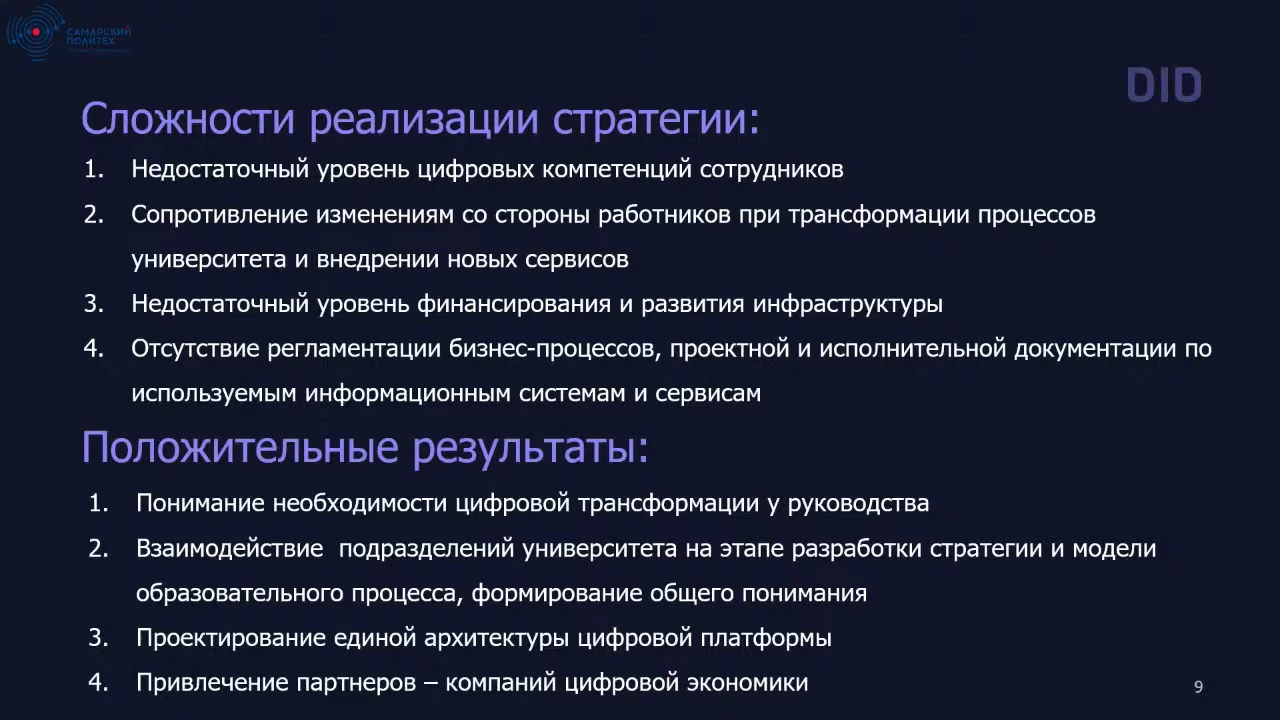 САМАРСКИЙ
ПОЛИТЕХ
DID
Сложности реализации стратегии:
1. Недостаточный уровень цифровых компетенций сотрудников
2. Сопротивление изменениям со стороны работников при трансформации процессов
университета и внедрении новых сервисов
3. Недостаточный уровень финансирования и развития инфраструктуры
4. Отсутствие регламентации бизнес-процессов, проектной и исполнительной документации по
используемым информационным системам и сервисам
Положительные результаты:
1. Понимание необходимости цифровой трансформации у руководства
2. Взаимодействие  подразделений университета на этапе разработки стратегии и модели
образовательного процесса, формирование общего понимания
3. Проектирование единой архитектуры цифровой платформы
4. Привлечение партнеров – компаний цифровой экономики
9